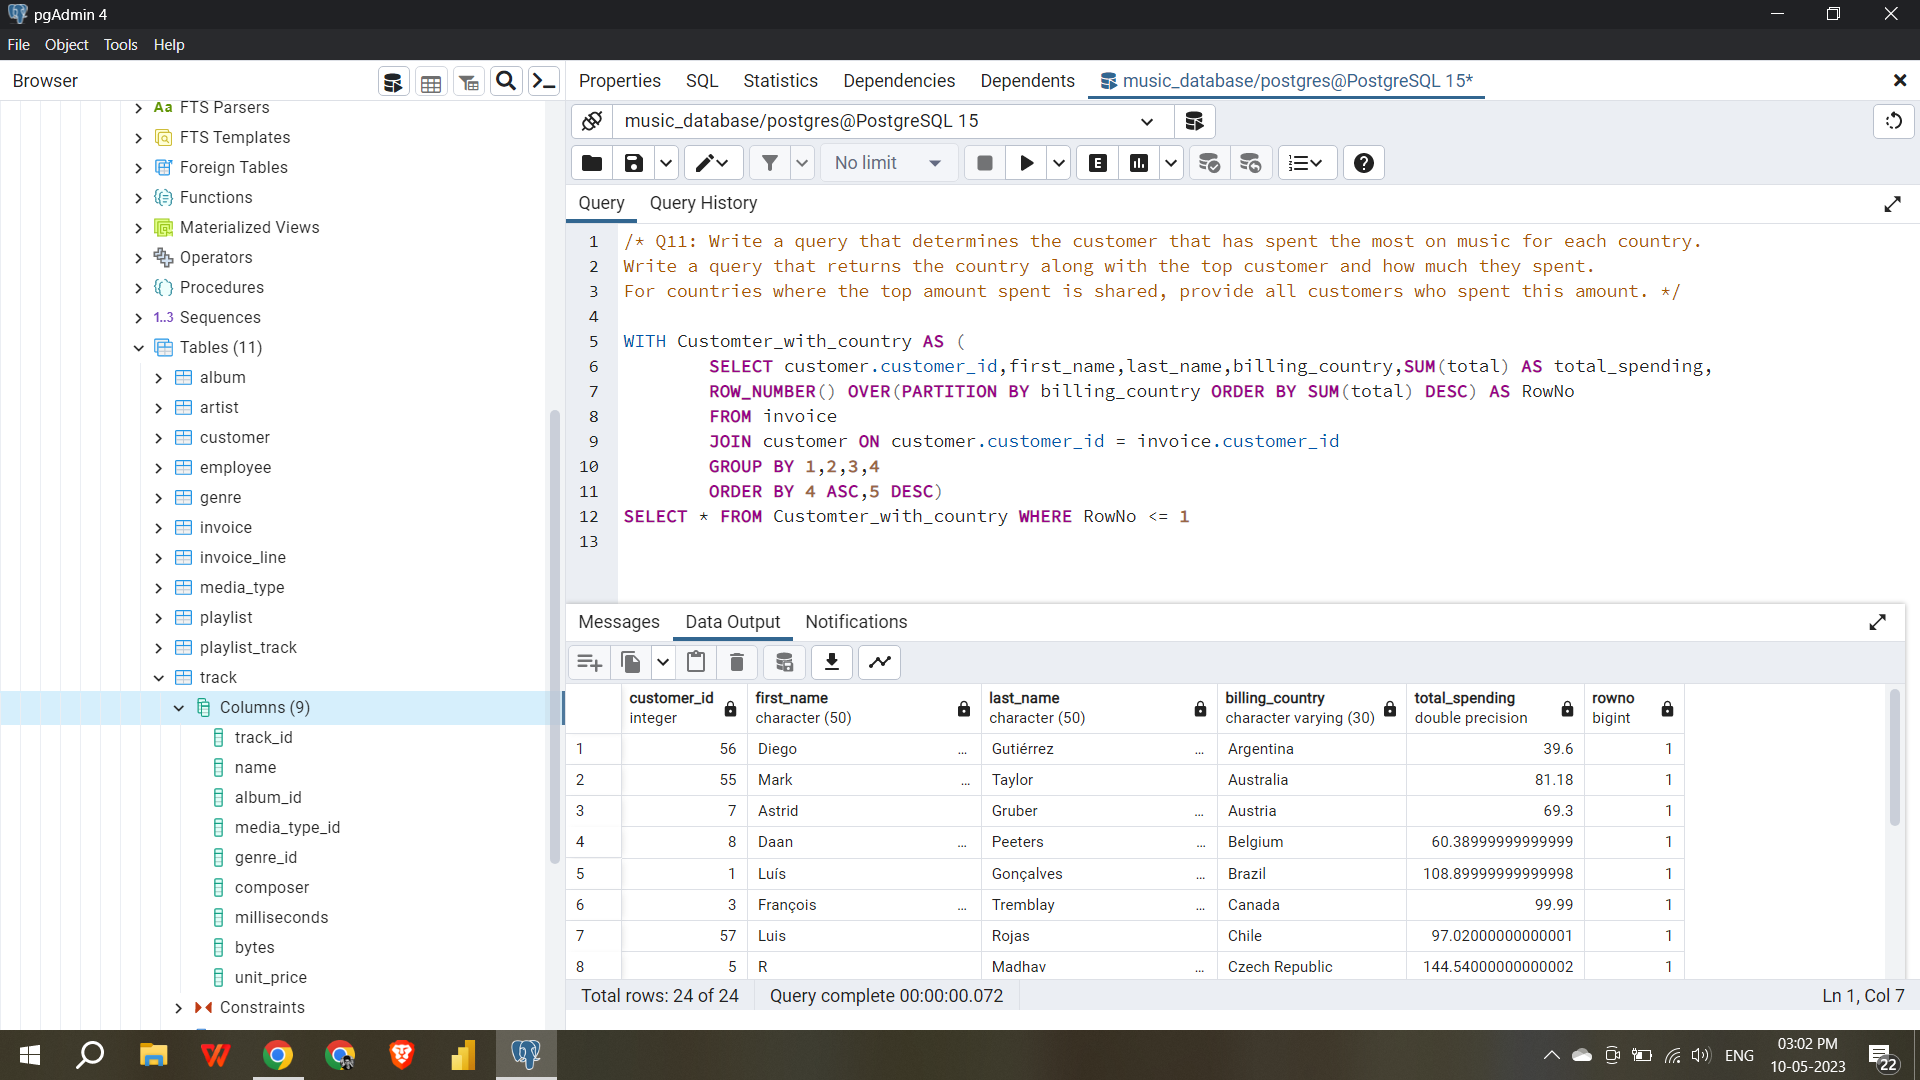 pgAdmin 4
File Object Tools Help
Browser
Properties SQL Statistics Dependencies Dependents music_database/postgres@PostgreSQL 15*
FTS Parsers
FTS Templates
Foreign Tables
Functions
Materialized Views
Operators
Procedures
1..3 Sequences
Tables (11)
album
artist
customer
employee
genre
invoice
invoice_line
media_type
playlist
playlist_track
track
Columns (9)
track_id
name
album_id
media_type_id
genre_id
composer
milliseconds
bytes
unit_price
Constraints
music_database/postgres@PostgreSQL 15
No limit
Query Query History
1 /* Q11: Write a query that determines the customer that has spent the most on music for each country.
2 Write a query that returns the country along with the top customer and how much they spent.
3 For countries where the top amount spent is shared, provide all customers who spent this amount. */
4
5 WITH Customter_with_country AS (
6 SELECT customer.customer_id,first_name,last_name,billing_country,SUM(total) AS total_spending,
7 ROW_NUMBER() OVER(PARTITION BY billing_country ORDER BY SUM(total) DESC) AS RowNo
8 FROM invoice
9 JOIN customer ON customer.customer_id = invoice.customer_id
10 GROUP BY 1,2,3,4
11 ORDER BY 4 ASC,5 DESC)
12 SELECT * FROM Customter_with_country WHERE RowNo <= 1
13
Messages Data Output Notifications
customer_id first_name last_name billing_country total_spending rowno
integer character (50) character (50) character varying (30) double precision bigint
1 56 Diego ... Gutiérrez ... Argentina 39.6 1
2 55 Mark ... Taylor ... Australia 81.18 1
3 7 Astrid Gruber ... Austria 69.3 1
4 8 Daan ... Peeters ... Belgium 60.38999999999999 1
5 1 Luís Gonçalves ... Brazil 108.89999999999998 1
6 3 François ... Tremblay ... Canada 99.99 1
7 57 Luis Rojas Chile 97.02000000000001 1
8 5 R Madhav ... Czech Republic 144.54000000000002 1
Total rows: 24 of 24 Query complete 00:00:00.072 Ln 1, Col 7
ENG
03:02 PM
10-05-2023
22